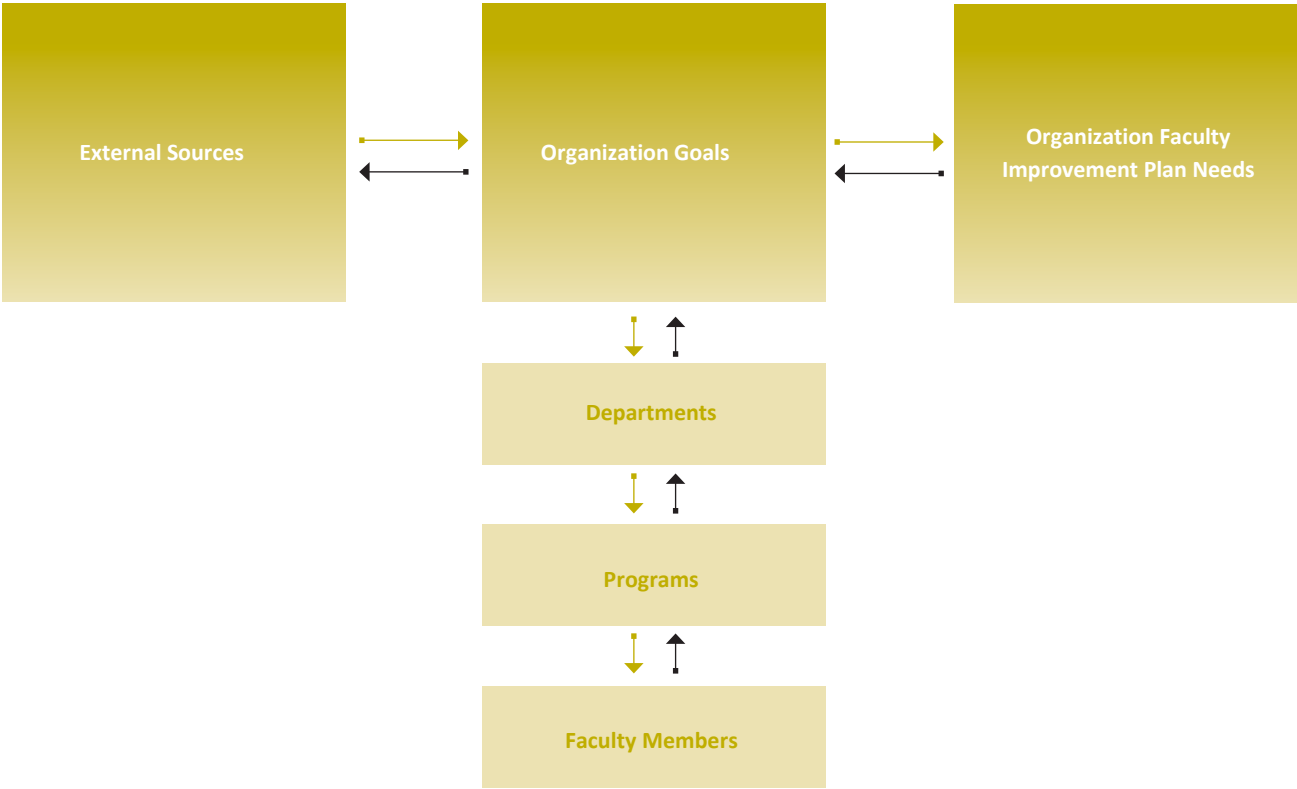 External Sources
Organization Goals
Organization Faculty
Improvement Plan Needs
Departments
Programs
Faculty Members